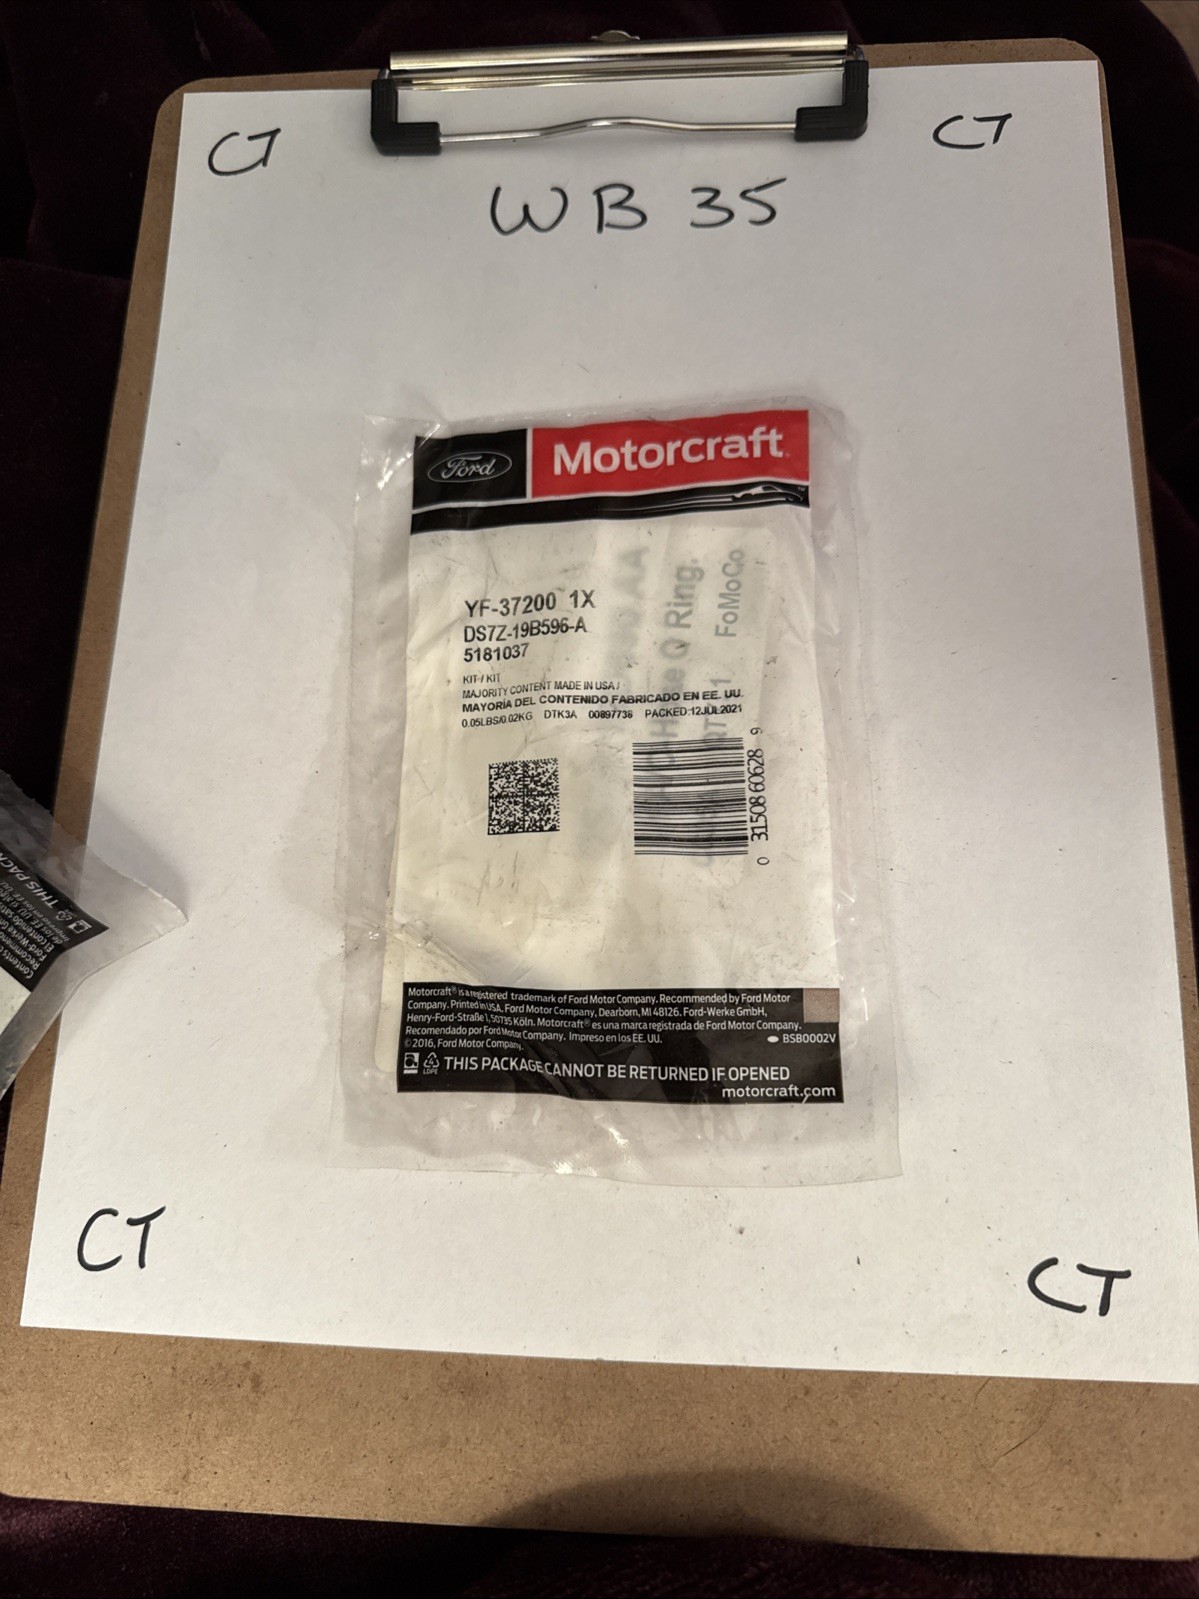 CT
CT
WB 35
Ford
Motorcraft
YF-37200 1X
DS7Z-19B596-A
5181037
KIT / KIT
MAJORITY CONTENT MADE IN USA /
MAYORÍA DEL CONTENIDO FABRICADO EN EE. UU.
0.05LBS/0.02KG DTK3A 00897736 PACKED:12JUL2021
AA
O Ring.
FoMoCo
0 31508 60628 9
Motorcraft® is a registered trademark of Ford Motor Company. Recommended by Ford Motor
Company. Printed in USA. Ford Motor Company, Dearborn, MI 48126. Ford-Werke GmbH,
Henry-Ford-Straße 1, 50735 Köln. Motorcraft® es una marca registrada de Ford Motor Company.
Recomendado por Ford Motor Company. Impreso en los EE. UU.
©2016, Ford Motor Company.
BSB0002V
4
LDPE
THIS PACKAGE CANNOT BE RETURNED IF OPENED
motorcraft.com
THIS PACK
CT
CT